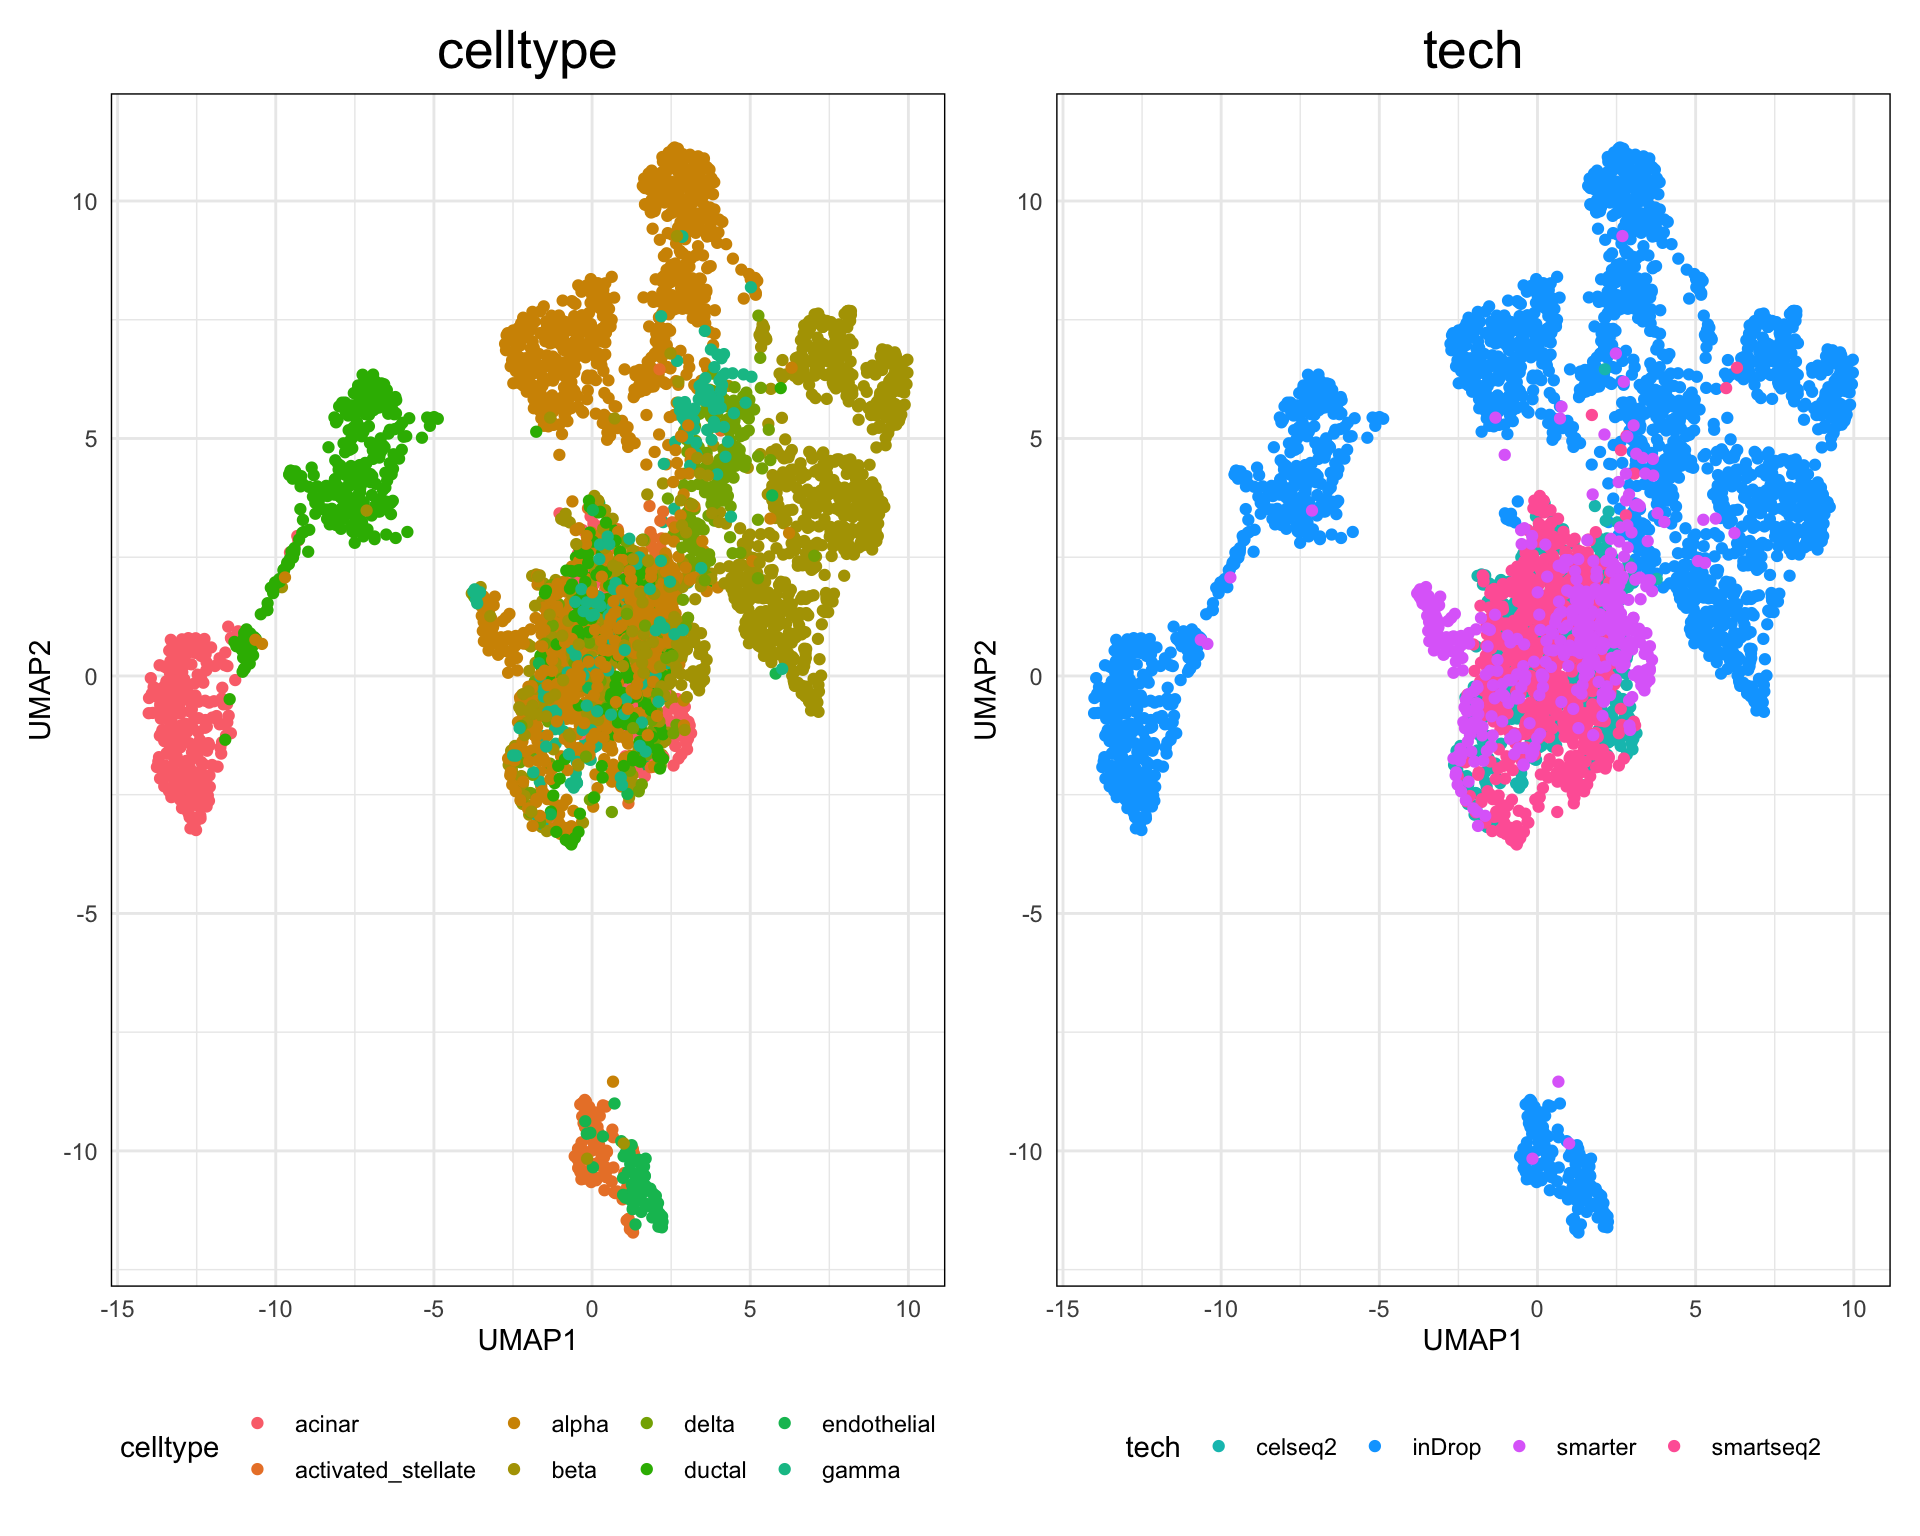 celltype
tech
10
5
0
-5
-10
UMAP2
-15 -10 -5 0 5 10
UMAP1
10
5
0
-5
-10
UMAP2
-15 -10 -5 0 5 10
UMAP1
celltype
acinar alpha delta endothelial
activated_stellate beta ductal gamma
tech celseq2 inDrop smarter smartseq2